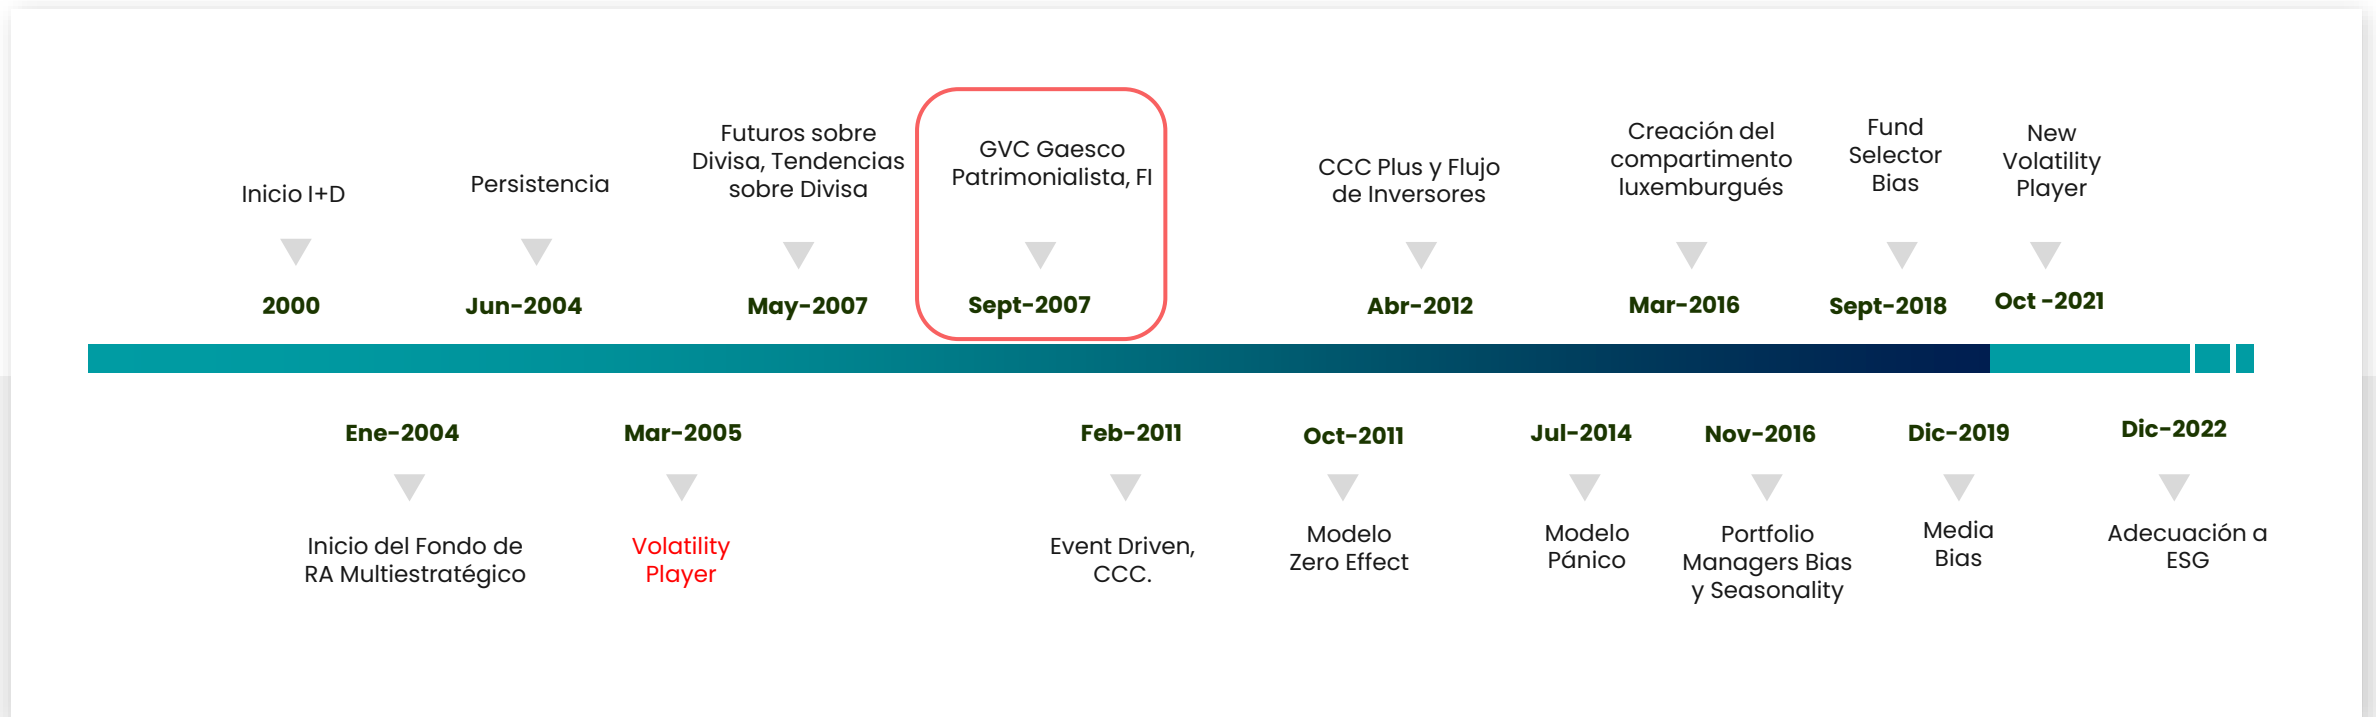 Inicio I+D
2000
Persistencia
Jun-2004
Futuros sobre
Divisa, Tendencias
sobre Divisa
May-2007
GVC Gaesco
Patrimonialista, FI
Sept-2007
CCC Plus y Flujo
de Inversores
Abr-2012
Creación del
compartimento
luxemburgués
Mar-2016
Fund
Selector
Bias
Sept-2018
New
Volatility
Player
Oct -2021
Ene-2004
Inicio del Fondo de
RA Multiestratégico
Mar-2005
Volatility
Player
Feb-2011
Event Driven,
CCC.
Oct-2011
Modelo
Zero Effect
Jul-2014
Modelo
Pánico
Nov-2016
Portfolio
Managers Bias
y Seasonality
Dic-2019
Media
Bias
Dic-2022
Adecuación a
ESG